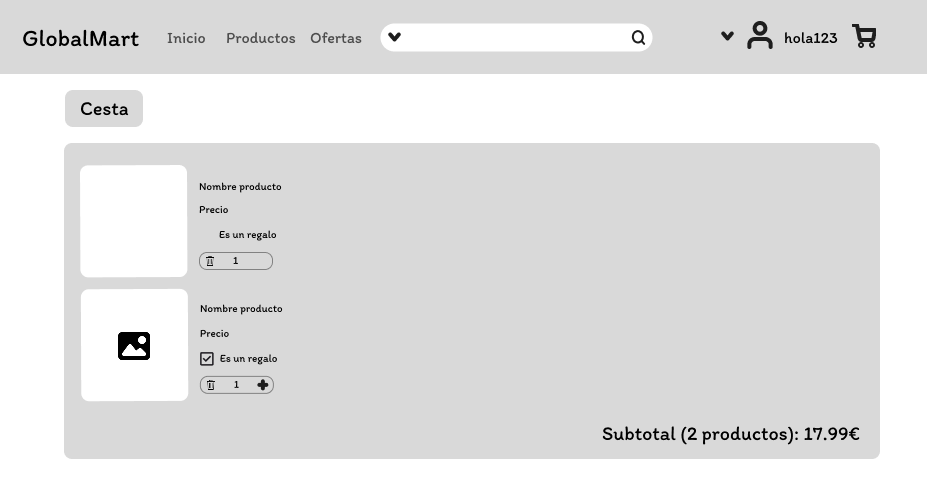 GlobalMart Inicio Productos Ofertas hola123
Cesta
Nombre producto
Precio
Es un regalo
1
Nombre producto
Precio
Es un regalo
1
Subtotal (2 productos): 17.99€